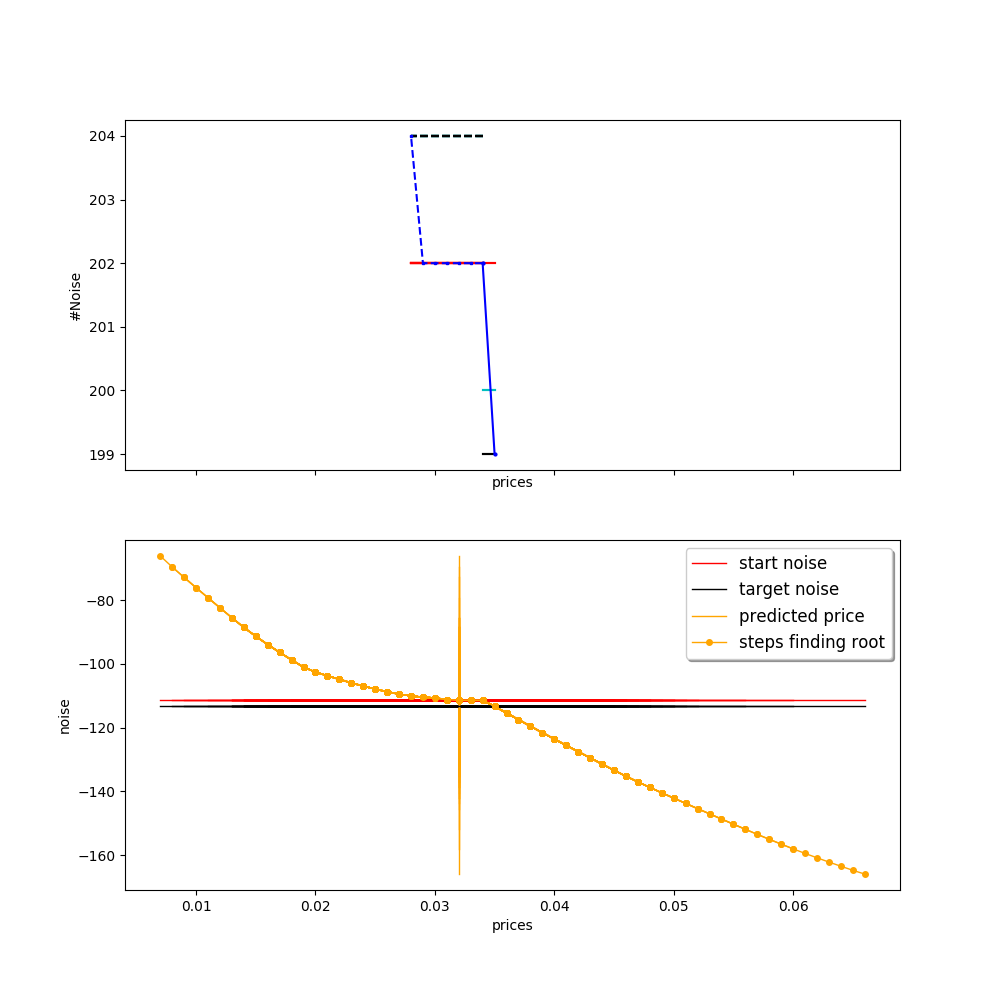 204
203
202
201
200
199
#Noise
prices
start noise
target noise
predicted price
steps finding root
−80
−100
−120
−140
−160
noise
0.01 0.02 0.03 0.04 0.05 0.06
prices